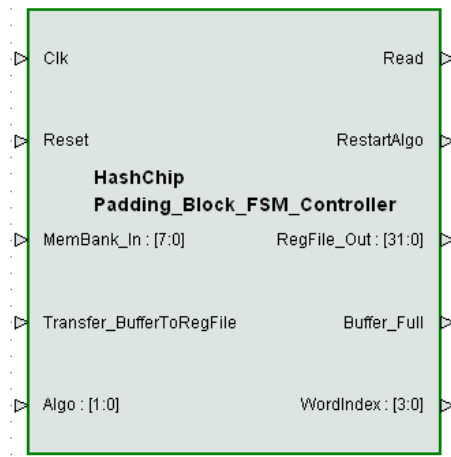 Clk Read
Reset RestartAlgo
HashChip
Padding_Block_FSM_Controller
MemBank_In : [7:0] RegFile_Out : [31:0]
Transfer_BufferToRegFile Buffer_Full
Algo : [1:0] WordIndex : [3:0]